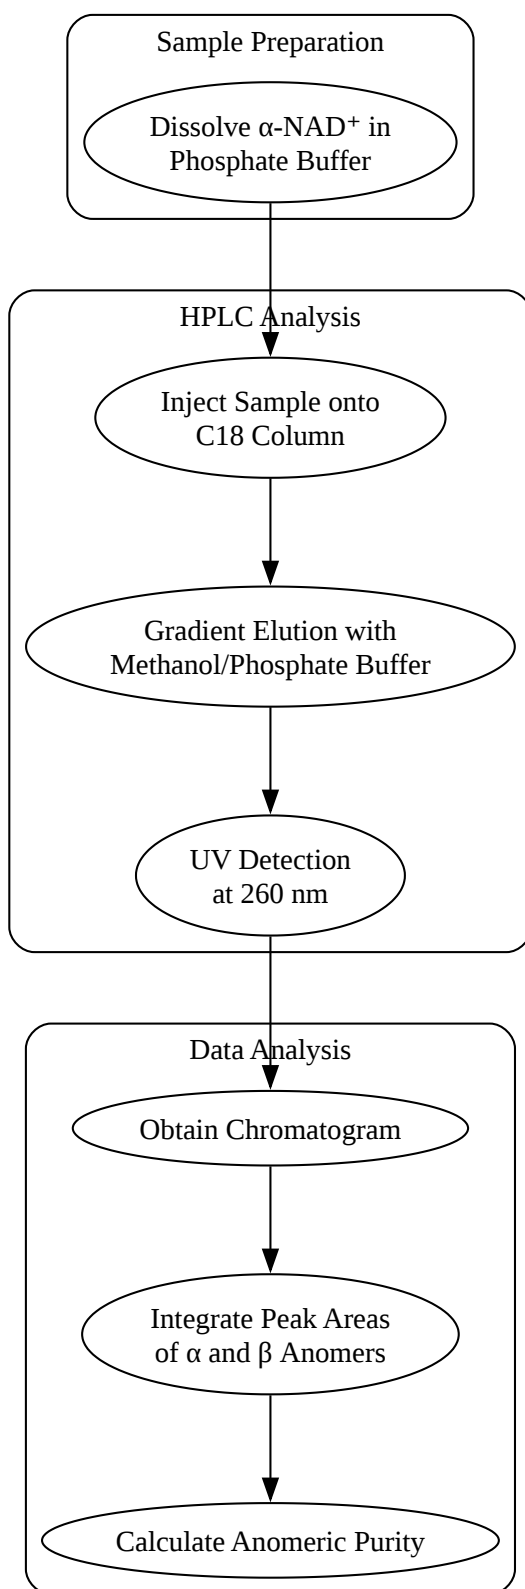 Sample Preparation
Dissolve α-NAD⁺ in
Phosphate Buffer
HPLC Analysis
Inject Sample onto
C18 Column
Gradient Elution with
Methanol/Phosphate Buffer
UV Detection
at 260 nm
Data Analysis
Obtain Chromatogram
Integrate Peak Areas
of α and β Anomers
Calculate Anomeric Purity